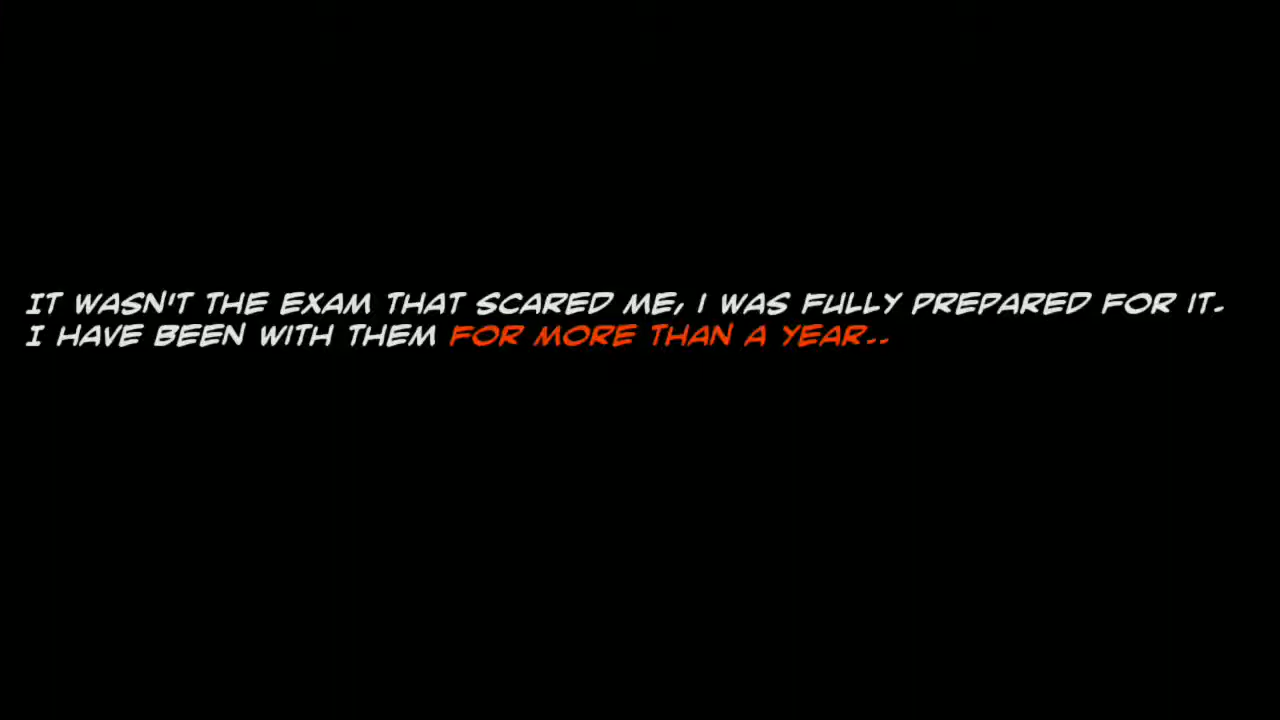 IT WASN'T THE EXAM THAT SCARED ME, I WAS FULLY PREPARED FOR IT.
I HAVE BEEN WITH THEM FOR MORE THAN A YEAR..